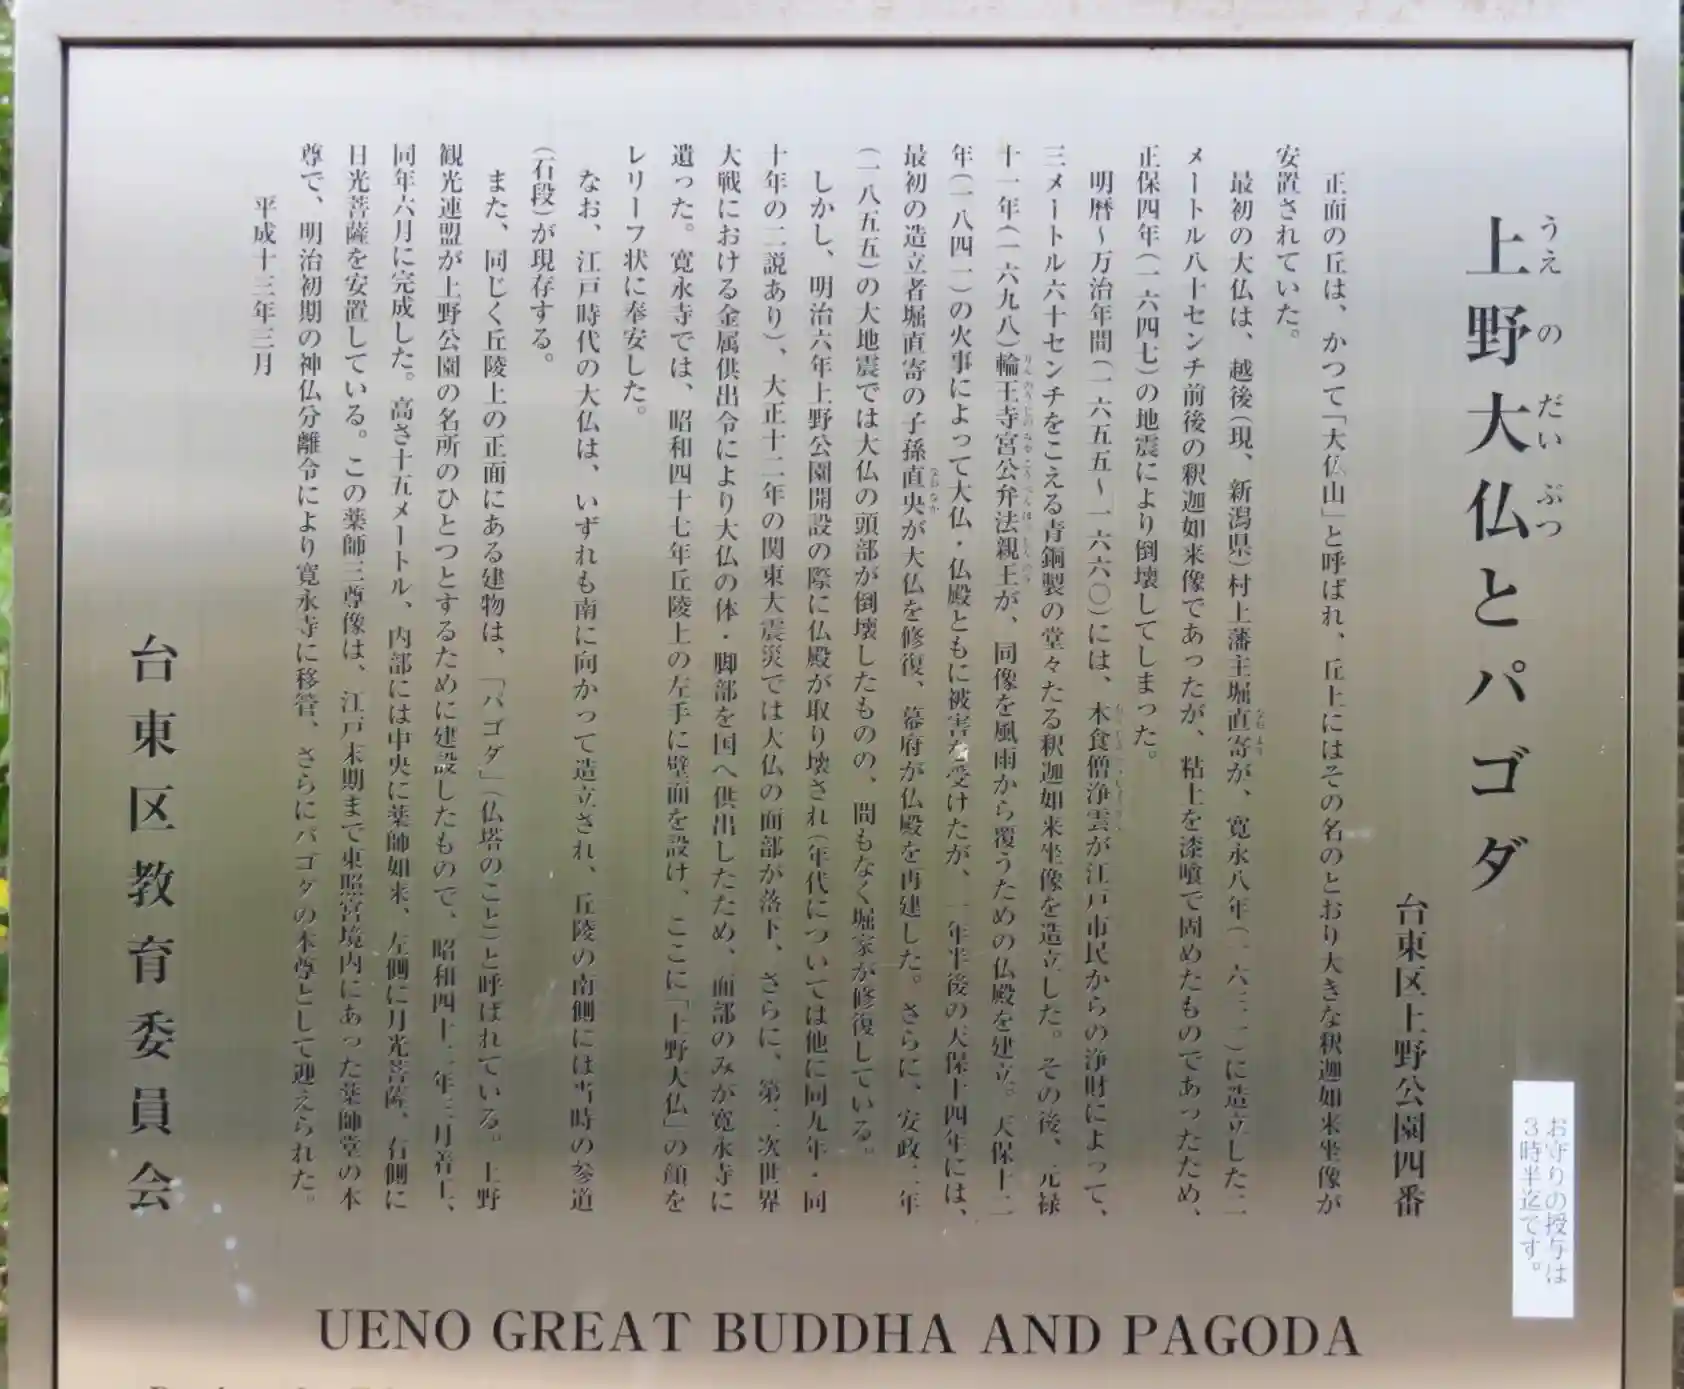 上野大仏とパゴダ
うえ の だい ぶつ
台東区上野公園四番
正面の丘は、かつて「大仏山」と呼ばれ、丘上にはその名のとおり大きな釈迦如来坐像が
安置されていた。
最初の大仏は、越後(現、新潟県)村上藩主堀直寄が、寛永八年(一六三一)に造立した二
メートル八十センチ前後の釈迦如来像であったが、粘土を漆喰で固めたものであったため、
正保四年(一六四七)の地震により倒壊してしまった。
明暦~万治年間(一六五五~一六六〇)には、木食僧浄雲が江戸市民からの浄財によって、
三メートル六十センチをこえる青銅製の堂々たる釈迦如来坐像を造立した。その後、元禄
十一年(一六九八)輪王寺宮公弁法親王が、同像を風雨から覆うための仏殿を建立。天保十二
年(一八四一)の火事によって大仏・仏殿ともに被害を受けたが、一年半後の天保十四年には、
最初の造立者堀直寄の子孫直央が大仏を修復、幕府が仏殿を再建した。さらに、安政二年
(一八五五)の大地震では大仏の頭部が倒壊したものの、間もなく堀家が修復している。
しかし、明治六年上野公園開設の際に仏殿が取り壊され(年代については他に同九年・同
十年の二説あり)、大正十二年の関東大震災では大仏の面部が落下、さらに、第二次世界
大戦における金属供出令により大仏の体・脚部を国へ供出したため、面部のみが寛永寺に
遺った。寛永寺では、昭和四十七年丘陵上の左手に壁面を設け、ここに「上野大仏」の顔を
レリーフ状に奉安した。
なお、江戸時代の大仏は、いずれも南に向かって造立され、丘陵の南側には当時の参道
(石段)が現存する。
また、同じく丘陵上の正面にある建物は、「パゴダ」(仏塔のこと)と呼ばれている。上野
観光連盟が上野公園の名所のひとつとするために建設したもので、昭和四十二年三月着工、
同年六月に完成した。高さ十五メートル、内部には中央に薬師如来、左側に月光菩薩、右側に
日光菩薩を安置している。この薬師三尊像は、江戸末期まで東照宮境内にあった薬師堂の本
尊で、明治初期の神仏分離令により寛永寺に移管、さらにパゴダの本尊として迎えられた。
平成十三年三月
台東区教育委員会
お守りの授与は
3時半迄です。
UENO GREAT BUDDHA AND PAGODA